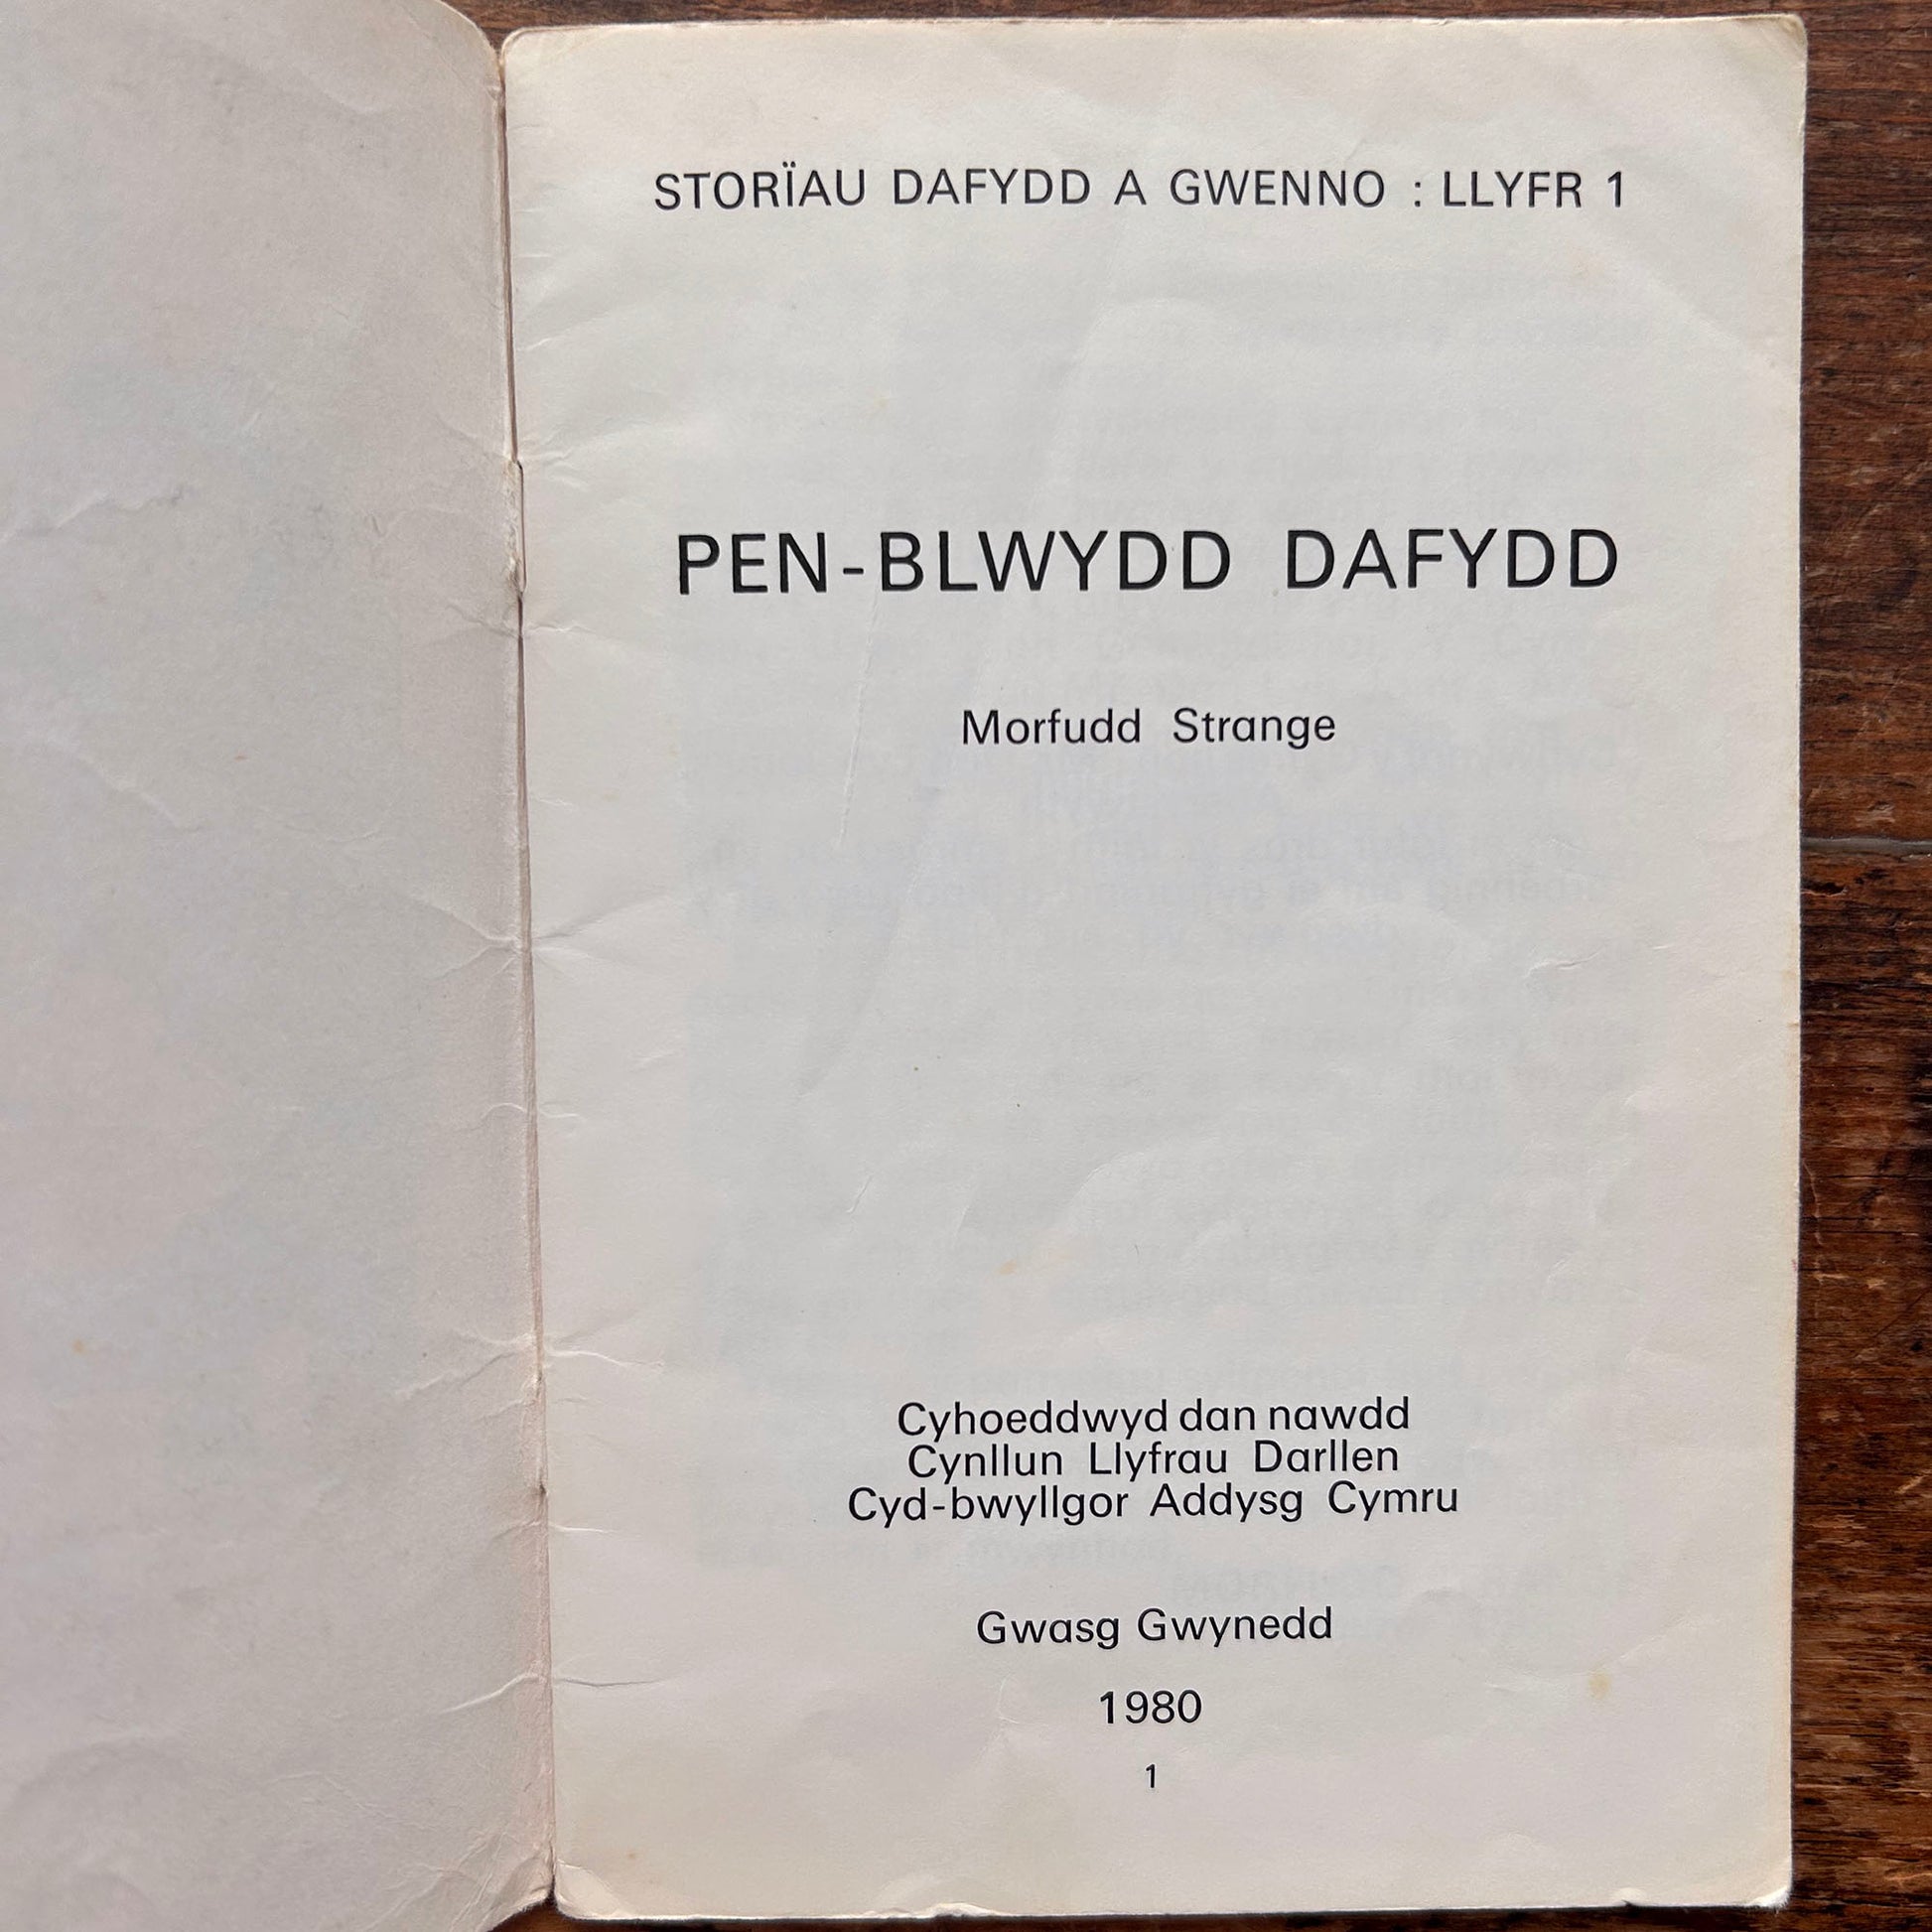 STORÏAU DAFYDD A GWENNO : LLYFR 1
PEN-BLWYDD DAFYDD
Morfudd Strange
Cyhoeddwyd dan nawdd
Cynllun Llyfrau Darllen
Cyd-bwyllgor Addysg Cymru
Gwasg Gwynedd
1980
1